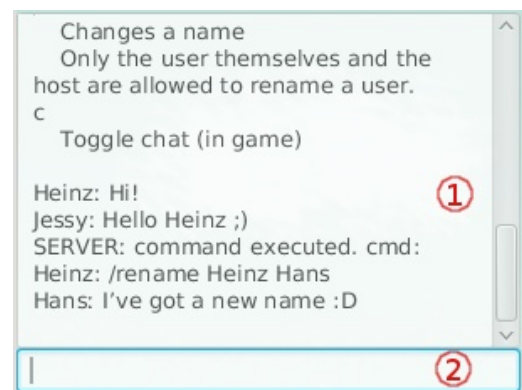 Changes a name
Only the user themselves and the
host are allowed to rename a user.
c
Toggle chat (in game)
Heinz: Hi!
1
Jessy: Hello Heinz ;)
SERVER: command executed. cmd:
Heinz: /rename Heinz Hans
Hans: I've got a new name :D
2